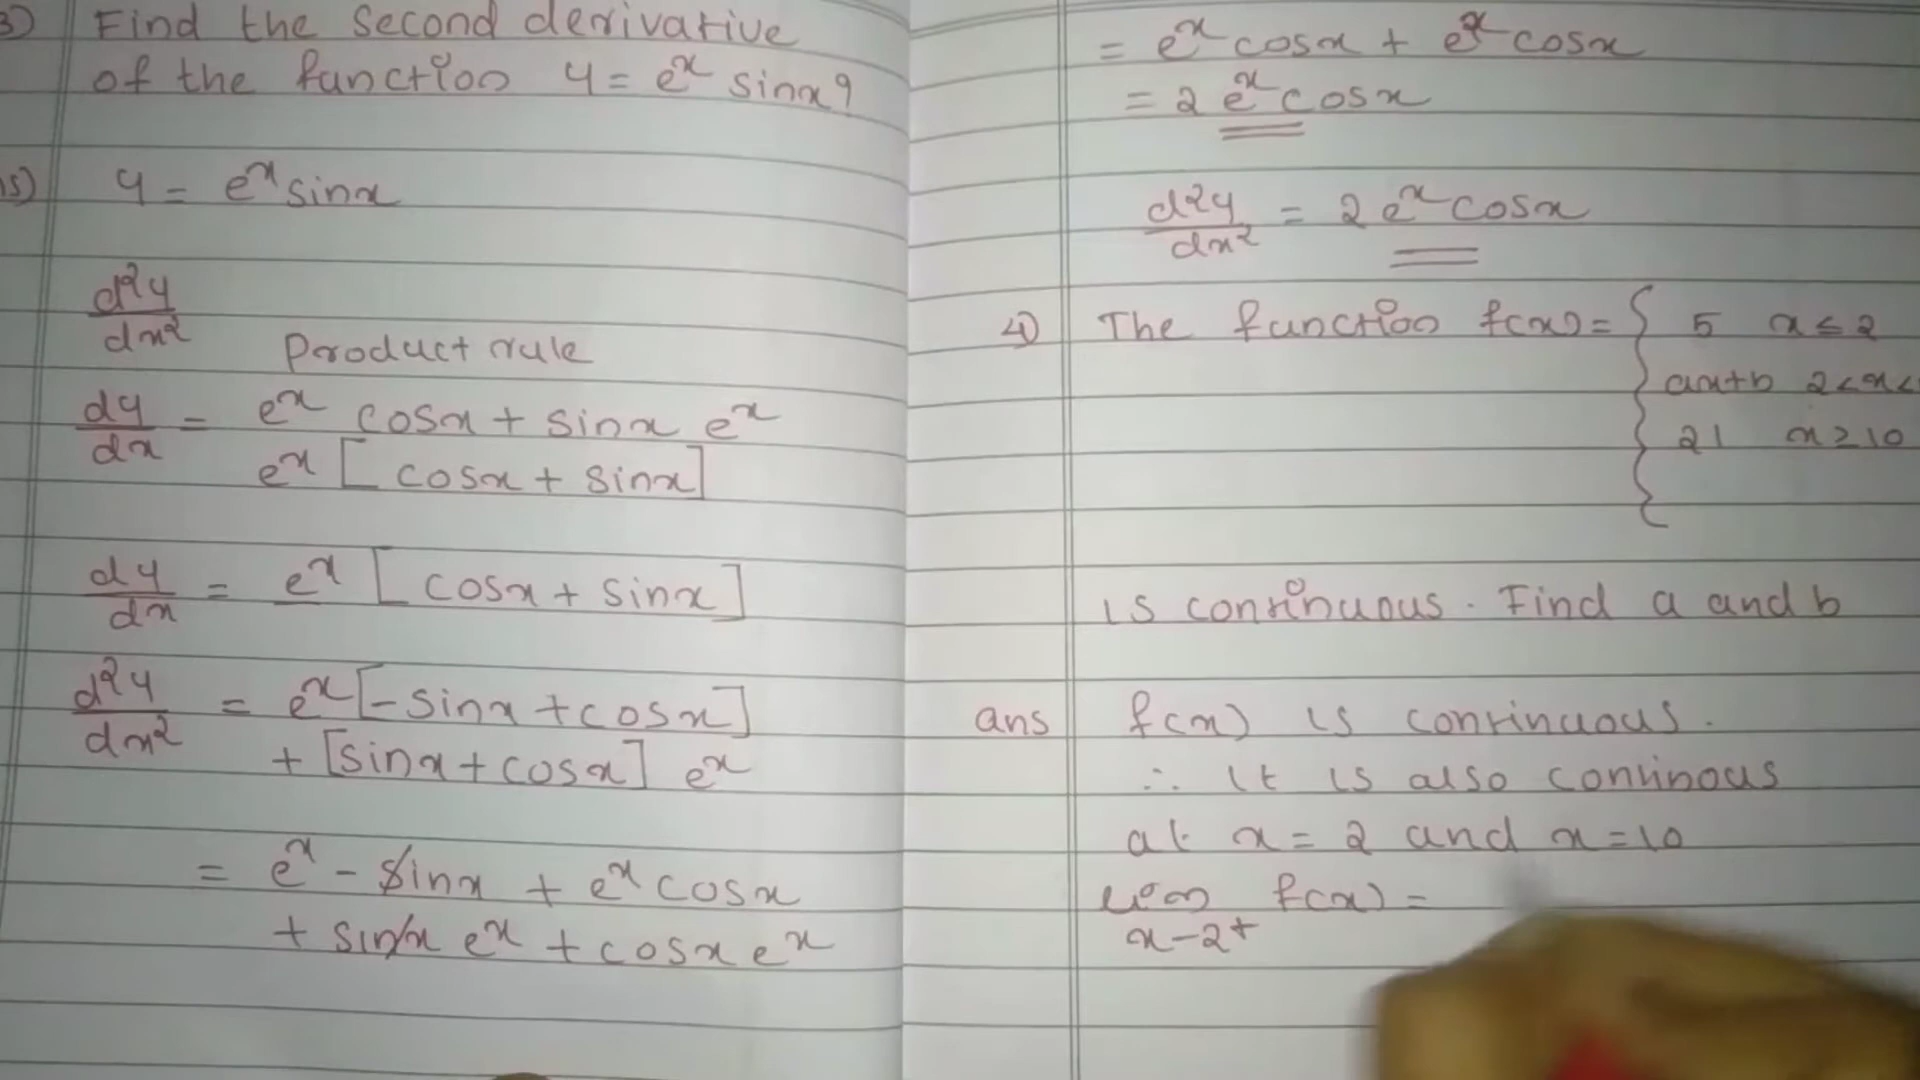 3) Find the second derivative
of the function y = e^x sinx?
ns) y = e^x sinx
d²y/dx²
Product rule
dy/dx = e^x cosx + sinx e^x
e^x [cosx + sinx]
dy/dx = e^x [cosx + sinx]
d²y/dx² = e^x [-sinx + cosx]
+ [sinx + cosx] e^x
= e^x - sinx + e^x cosx
+ sinx e^x + cosx e^x
= e^x cosx + e^x cosx
= 2 e^x cosx
d²y/dx² = 2 e^x cosx
4) The function f(x) = { 5 x ≤ 2
ax+b 2<x<
21 x ≥ 10
is continuous. Find a and b
ans f(x) is continuous.
∴ it is also continous
at x = 2 and x = 10
lim f(x) =
x-2+